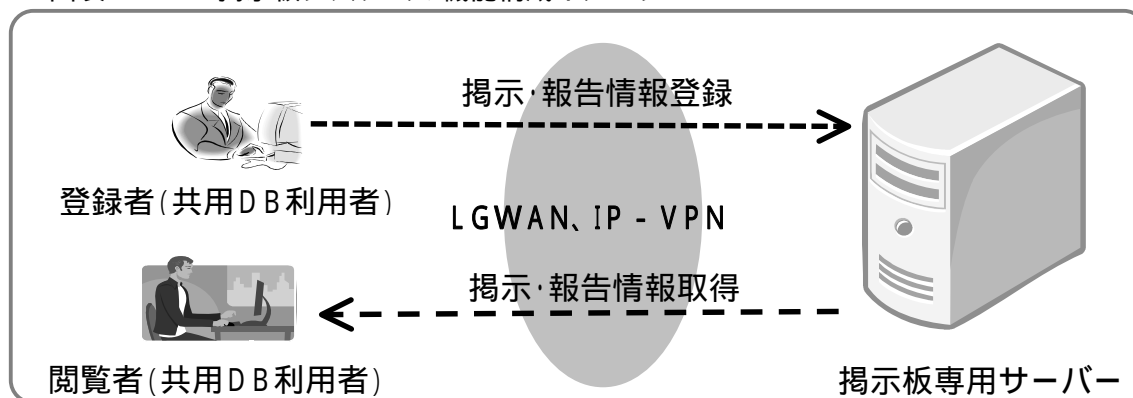 掲示・報告情報登録
登録者(共用DB利用者)
LGWAN、IP-VPN
掲示・報告情報取得
閲覧者(共用DB利用者)
掲示板専用サーバー